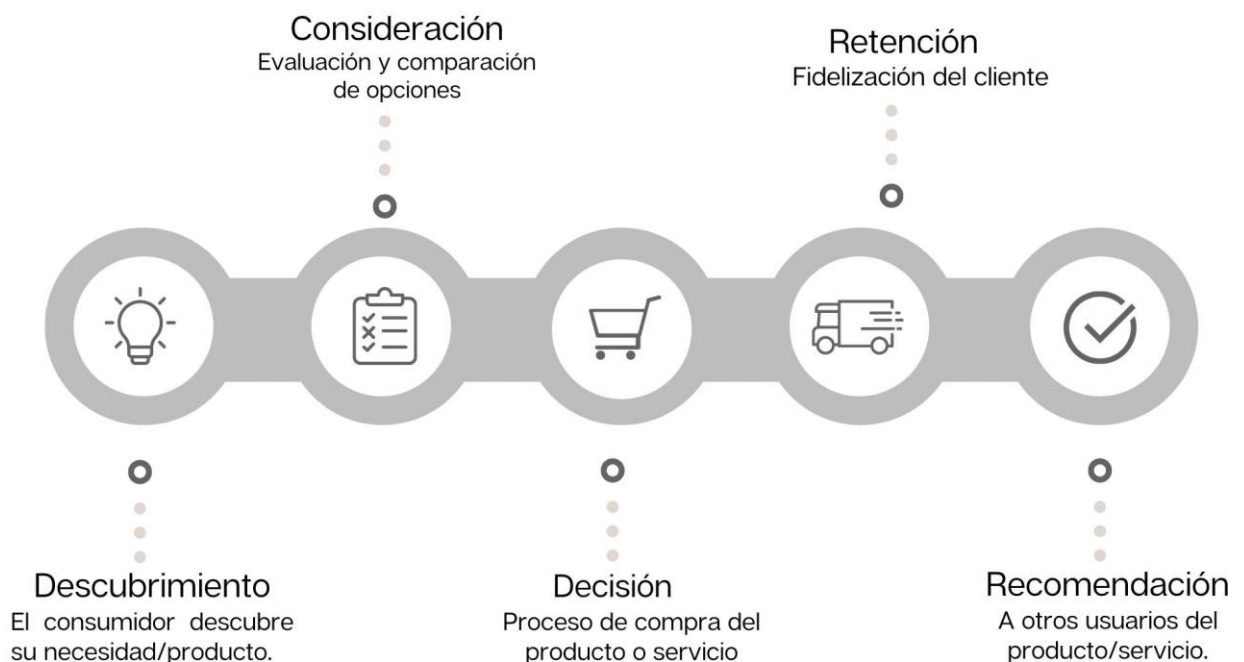 Consideración
Evaluación y comparación
de opciones
Retención
Fidelización del cliente
Descubrimiento
El consumidor descubre
su necesidad/producto.
Decisión
Proceso de compra del
producto o servicio
Recomendación
A otros usuarios del
producto/servicio.